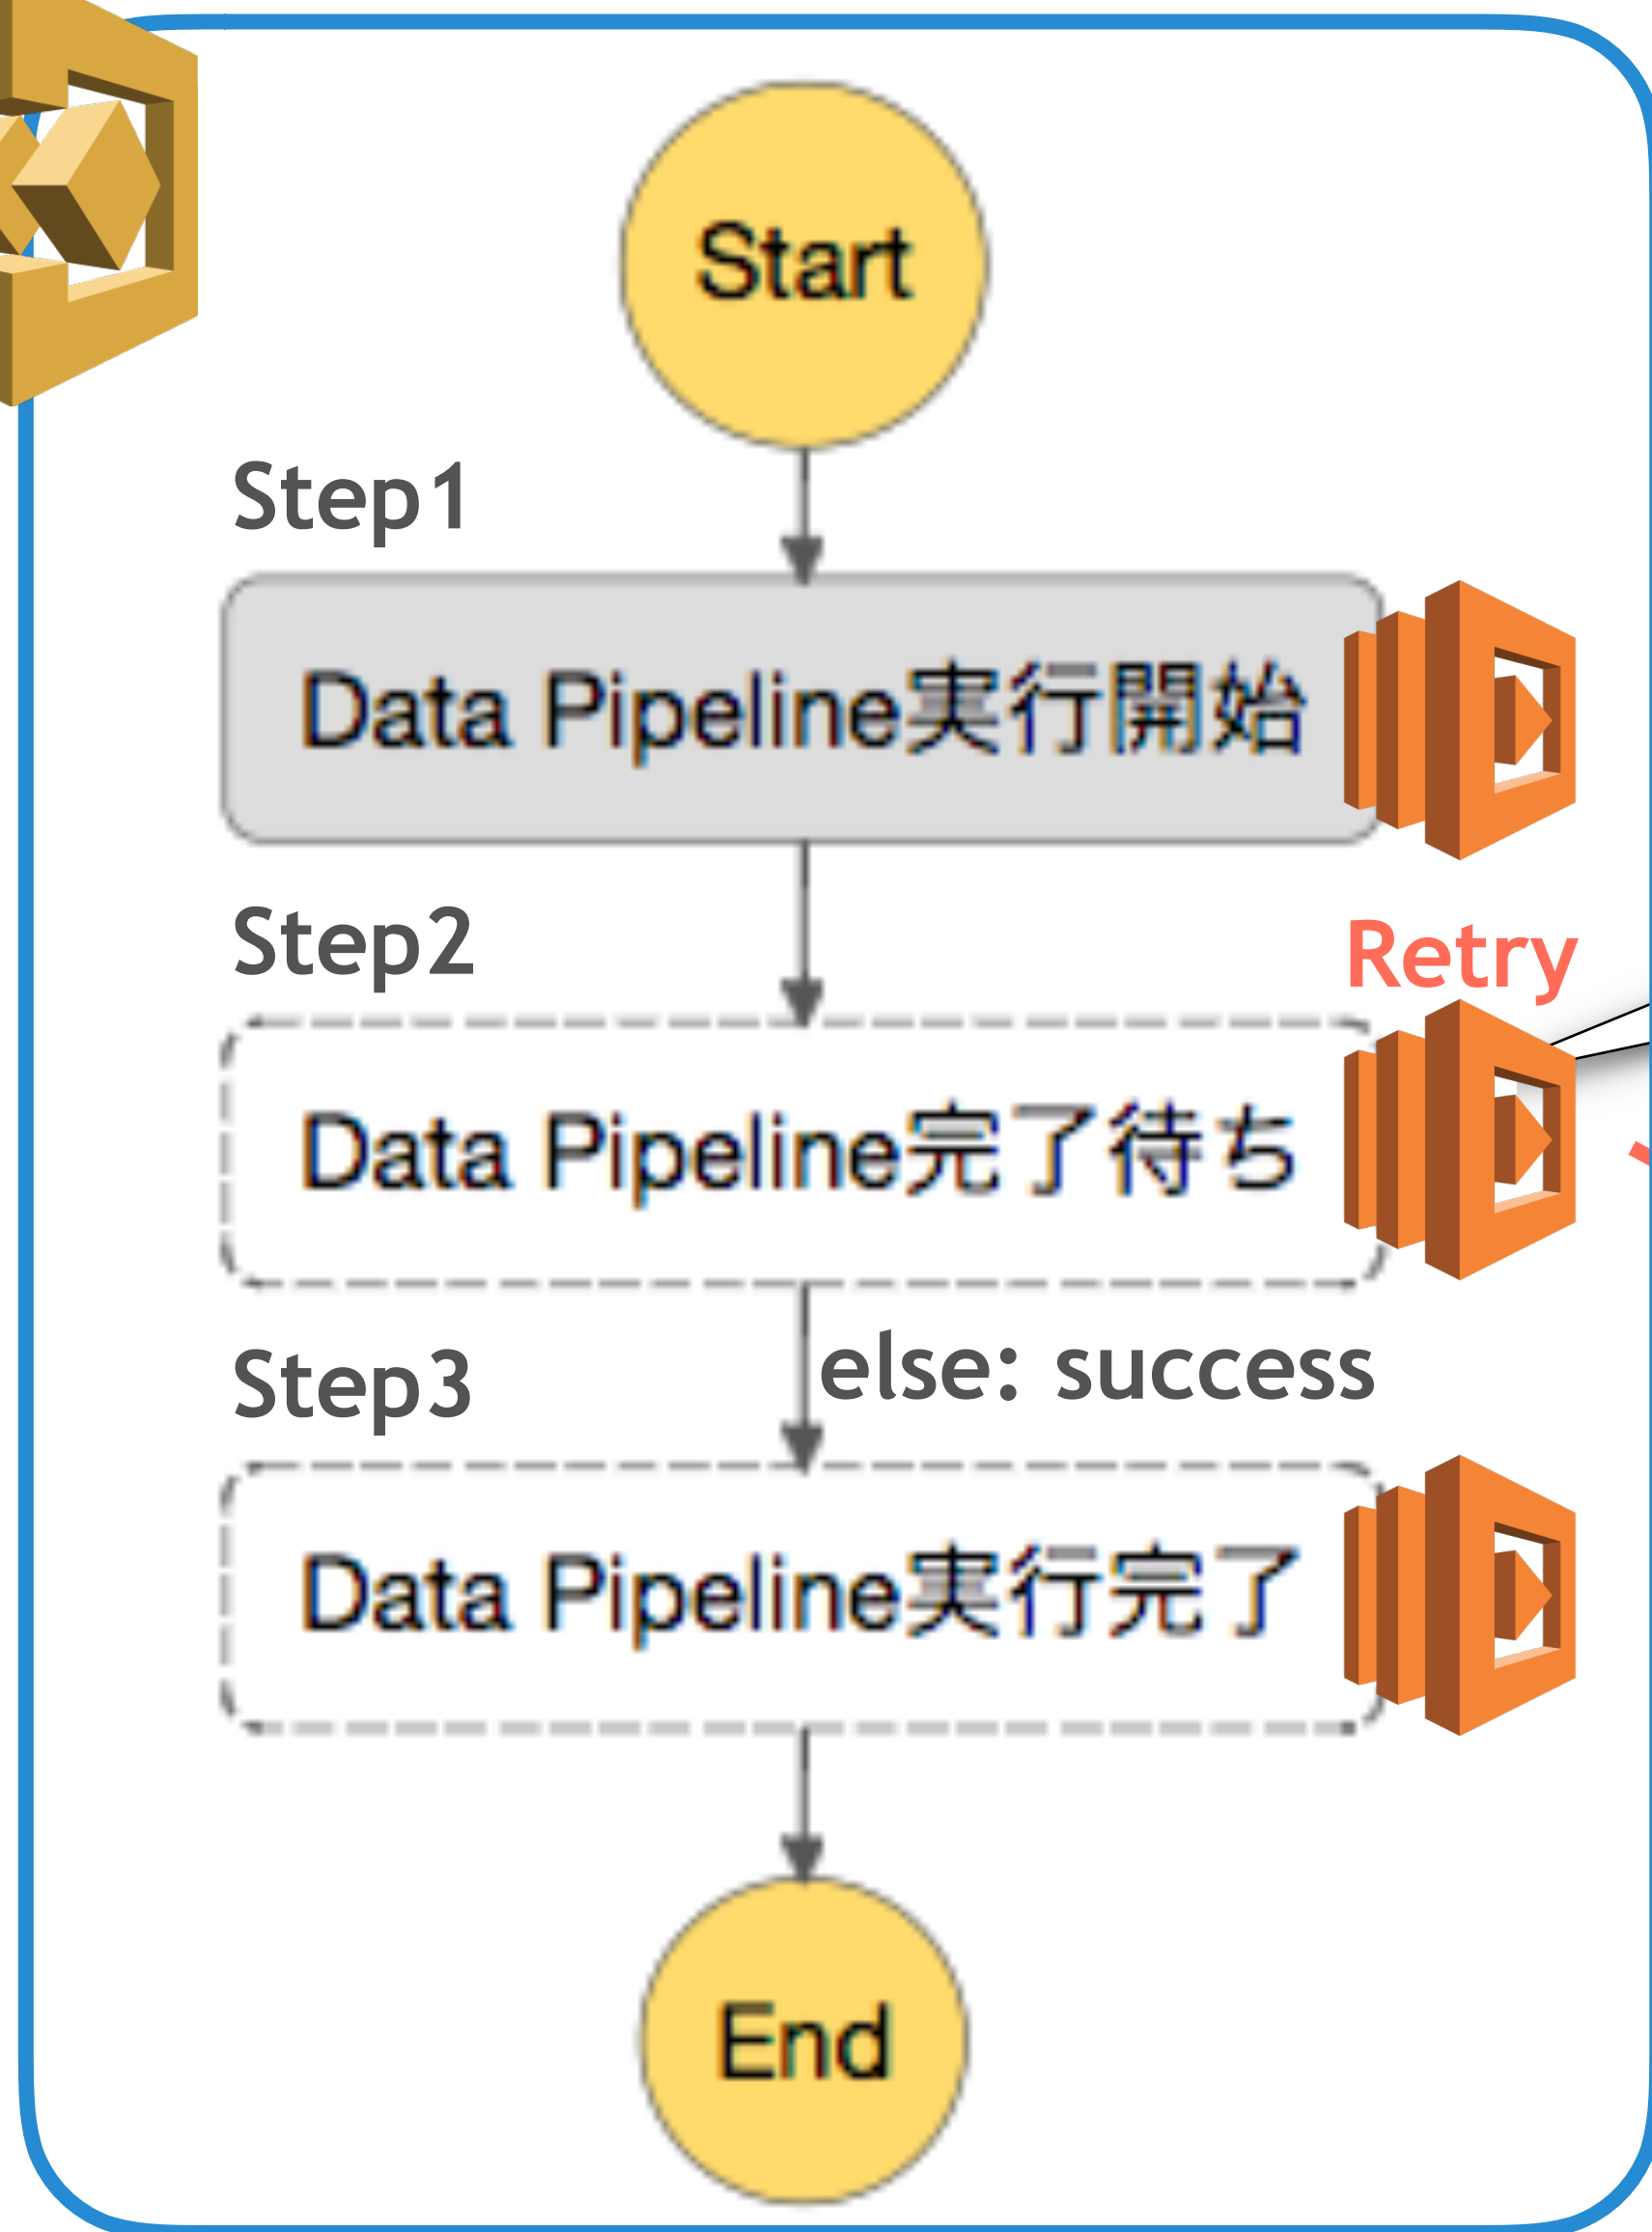 Start
Step1
Data Pipeline実行開始
Step2
Retry
Data Pipeline完了待ち
Step3
else: success
Data Pipeline実行完了
End